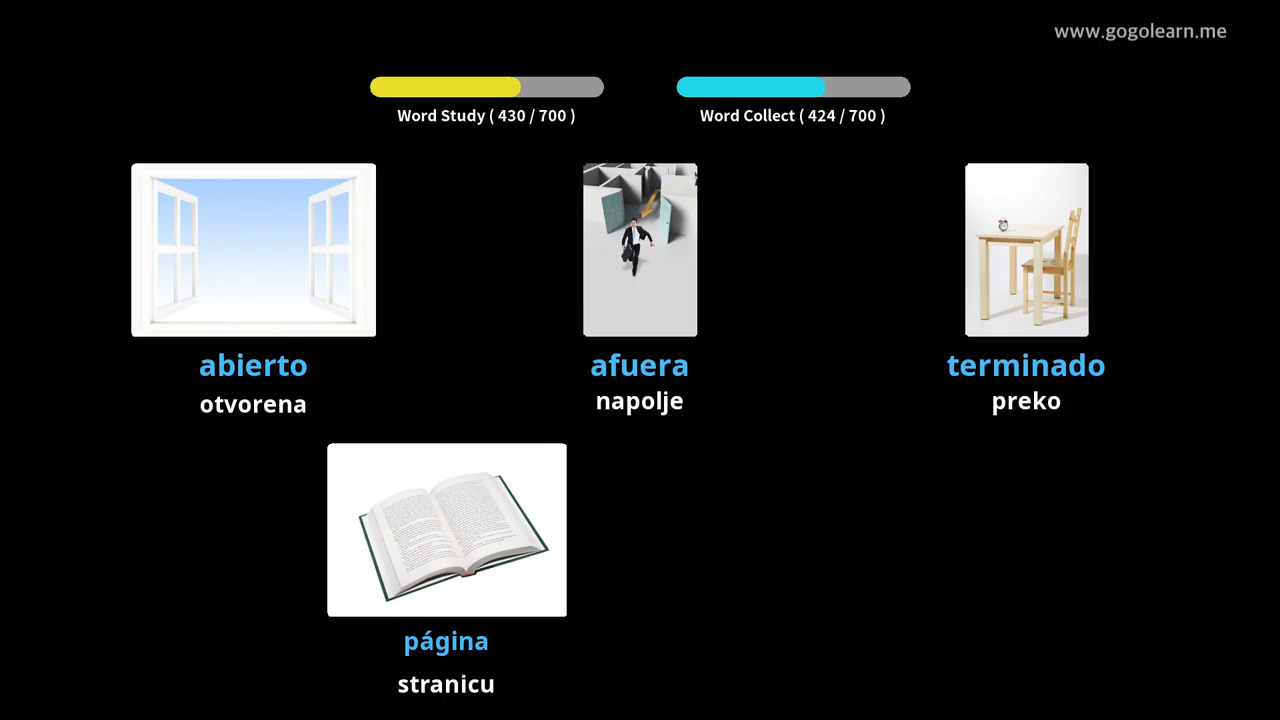 www.gogolearn.me
Word Study ( 430 / 700 )
Word Collect ( 424 / 700 )
abierto
otvorena
afuera
napolje
terminado
preko
página
stranicu